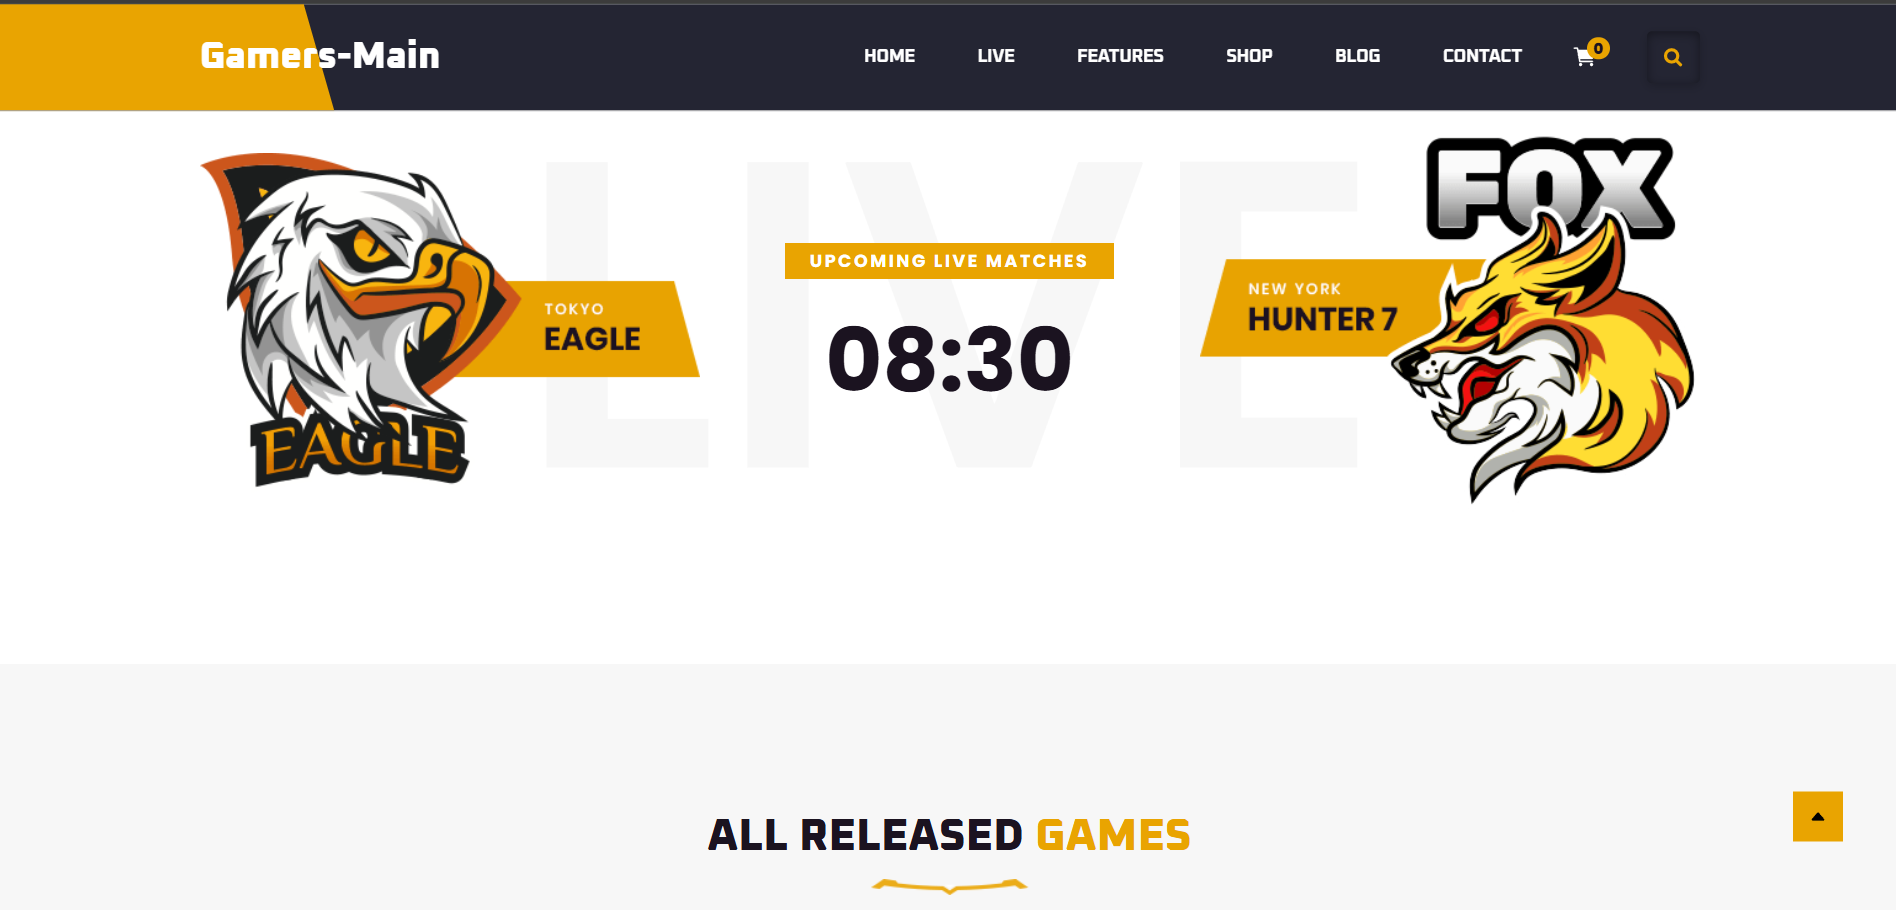 Gamers-Main
HOME LIVE FEATURES SHOP BLOG CONTACT 0
LIVE
EAGLE
TOKYO
EAGLE
UPCOMING LIVE MATCHES
08:30
NEW YORK
HUNTER 7
FOX
ALL RELEASED GAMES